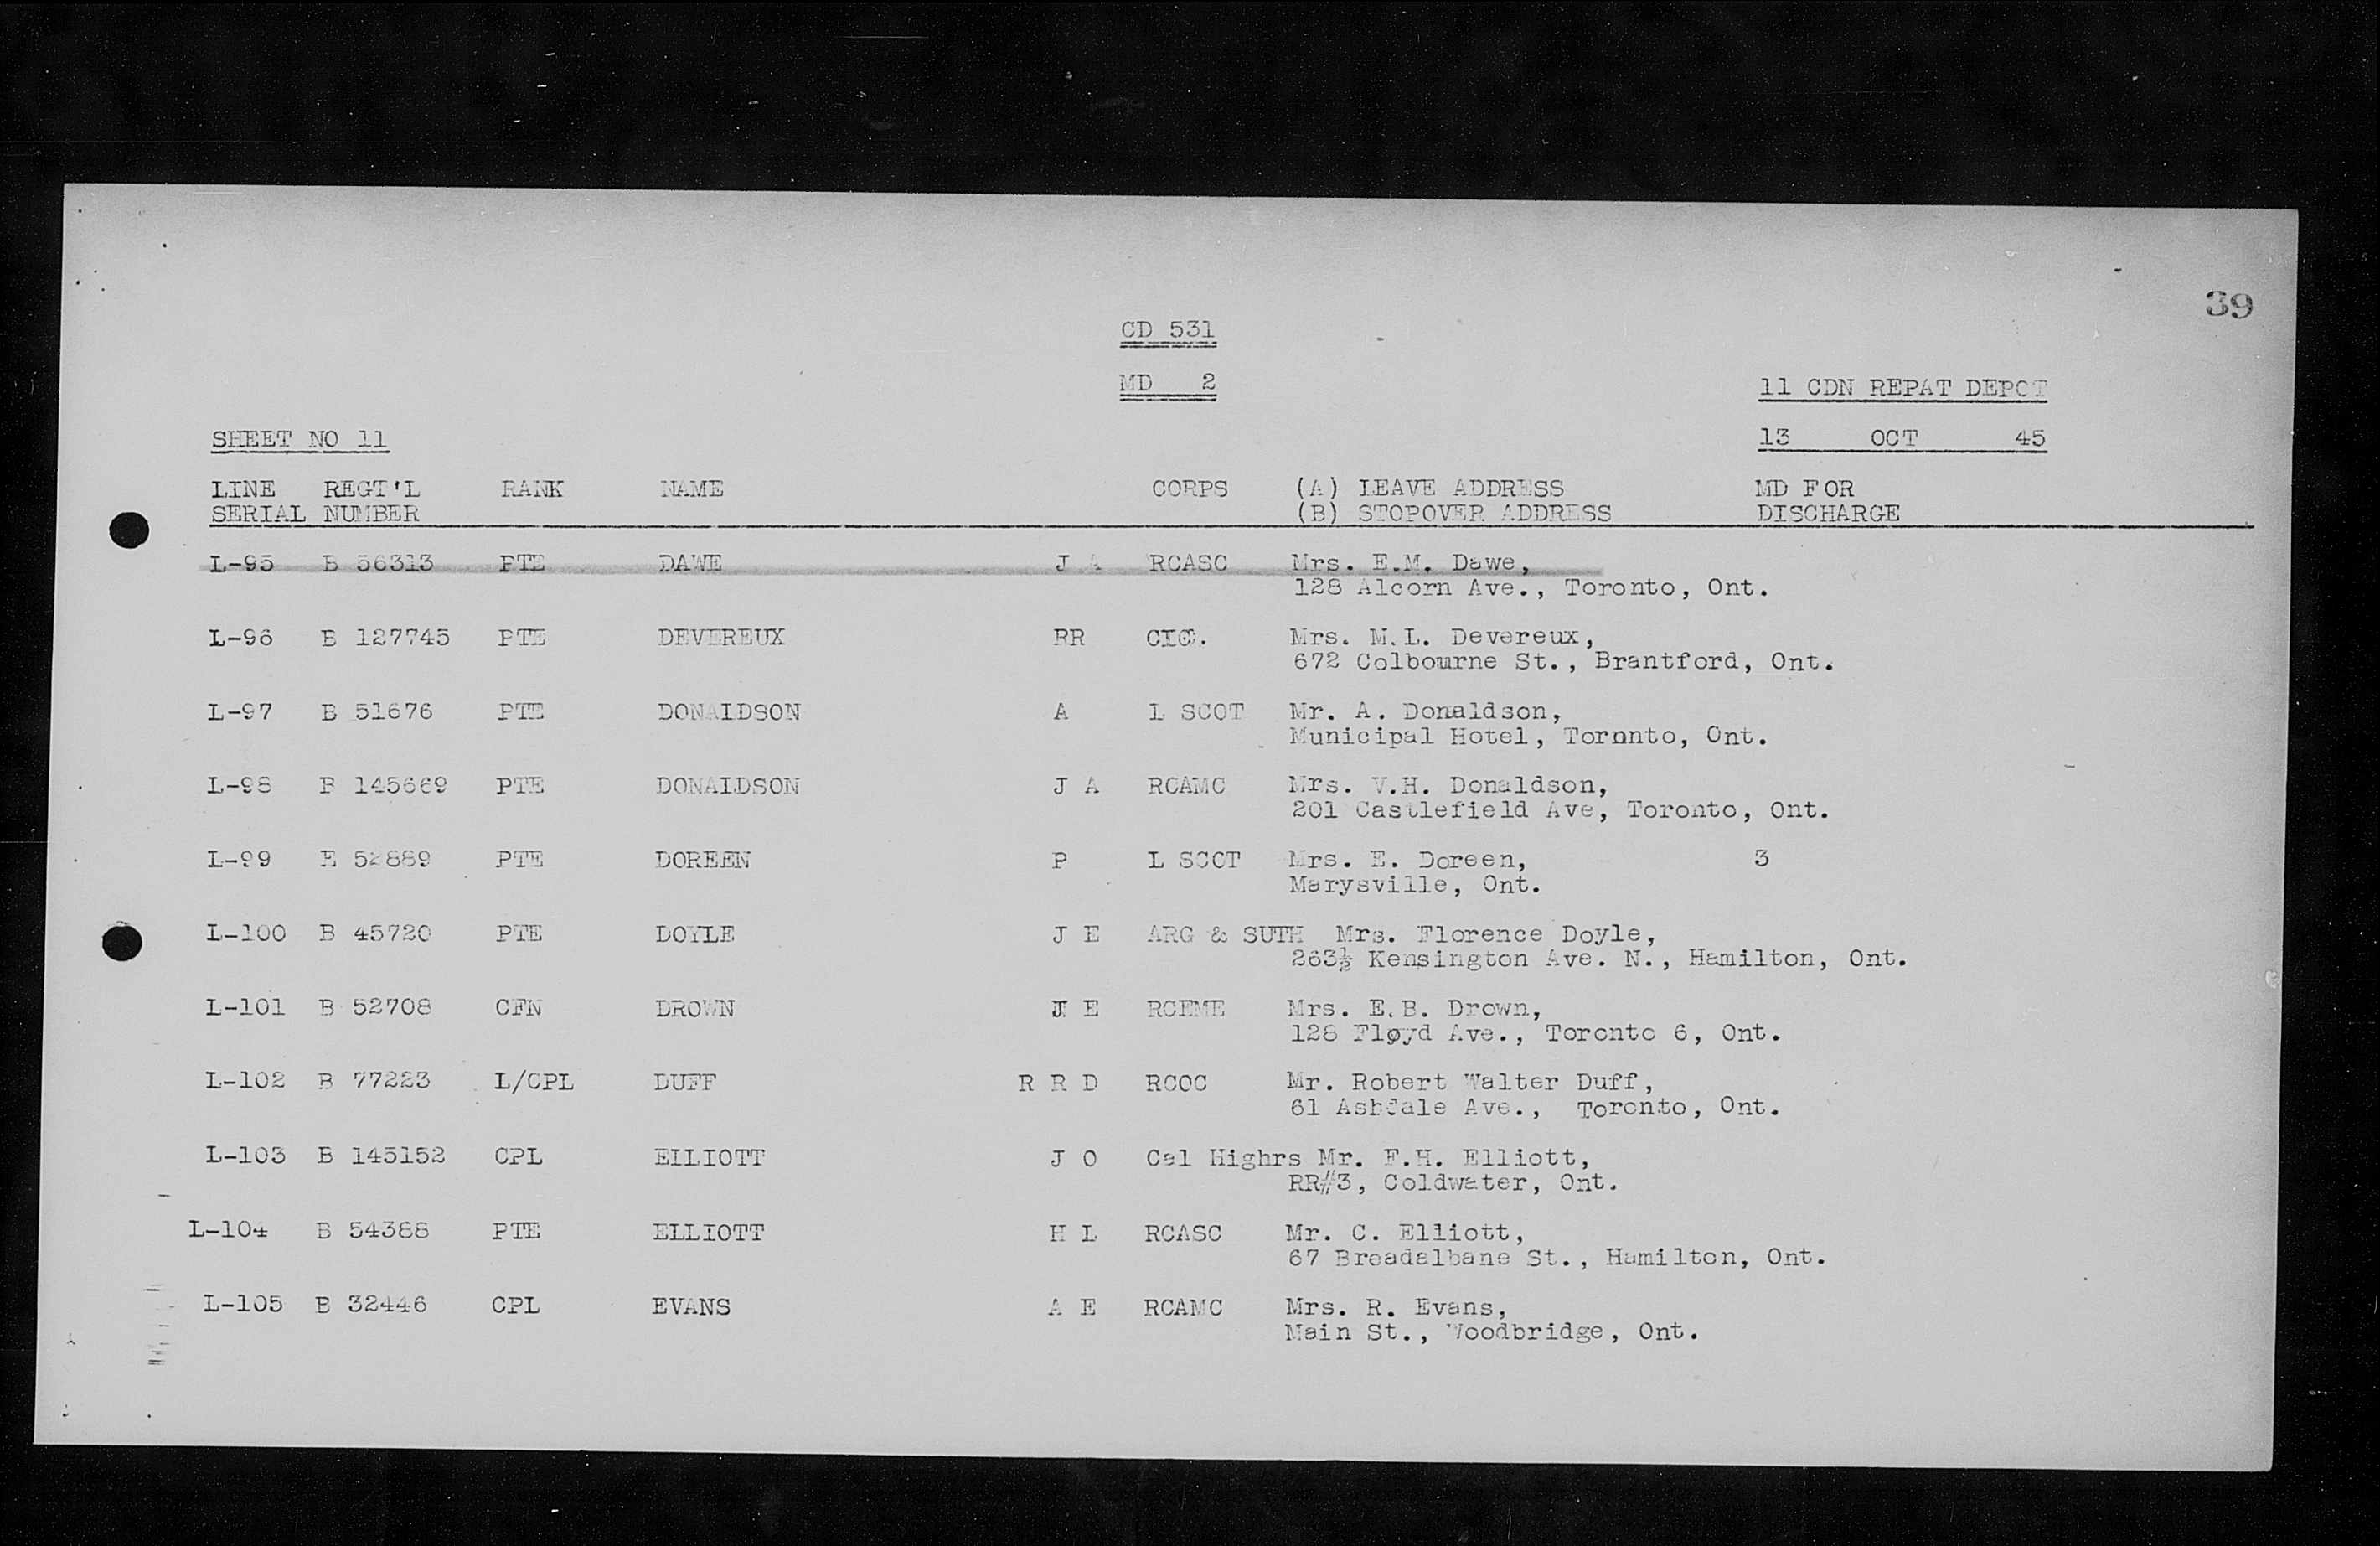 39
CD 531
MD 2
11 CDN REPAT DEPOT
SHEET NO 11
13 OCT 45
LINE REGT'L RANK NAME CORPS (A) LEAVE ADDRESS MD FOR
SERIAL NUMBER (B) STOPOVER ADDRESS DISCHARGE
L-95 B 56313 PTE DAWE J A RCASC Mrs. E.M. Dawe,
128 Alcorn Ave., Toronto, Ont.
L-96 B 127745 PTE DEVEREUX RR CIC. Mrs. M.L. Devereux,
672 Colbourne St., Brantford, Ont.
L-97 B 51676 PTE DONALDSON A L SCOT Mr. A. Donaldson,
Municipal Hotel, Toronto, Ont.
L-98 B 145669 PTE DONALDSON J A RCAMC Mrs. V.H. Donaldson,
201 Castlefield Ave, Toronto, Ont.
L-99 52889 PTE DOREEN P L SCOT Mrs. E. Doreen, 3
Marysville, Ont.
L-100 B 45720 PTE DOYLE J E ARG & SUTH Mrs. Florence Doyle,
263½ Kensington Ave. N., Hamilton, Ont.
L-101 B 52708 CFN DROWN J E RCEME Mrs. E.B. Drown,
128 Floyd Ave., Toronto 6, Ont.
L-102 B 77223 L/CPL DUFF R R D RCOC Mr. Robert Walter Duff,
61 Ashdale Ave., Toronto, Ont.
L-103 B 145152 CPL ELLIOTT J O Cal Highrs Mr. F.H. Elliott,
RR#3, Coldwater, Ont.
L-104 B 54388 PTE ELLIOTT H L RCASC Mr. C. Elliott,
67 Breadalbane St., Hamilton, Ont.
L-105 B 32446 CPL EVANS A E RCAMC Mrs. R. Evans,
Main St., Woodbridge, Ont.